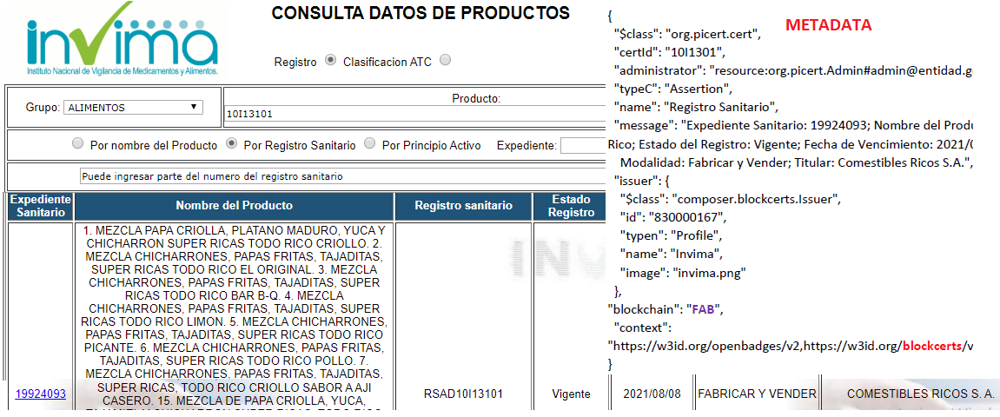 invima
Instituto Nacional de Vigilancia de Medicamentos y Alimentos.
CONSULTA DATOS DE PRODUCTOS
Registro Clasificacion ATC
Grupo: ALIMENTOS
Producto:
10I13101
Por nombre del Producto Por Registro Sanitario Por Principio Activo Expediente:
Puede ingresar parte del numero del registro sanitario
Expediente
Sanitario
Nombre del Producto
Registro sanitario
Estado
Registro
1. MEZCLA PAPA CRIOLLA, PLATANO MADURO, YUCA Y
CHICHARRON SUPER RICAS TODO RICO CRIOLLO. 2.
MEZCLA CHICHARRONES, PAPAS FRITAS, TAJADITAS,
SUPER RICAS TODO RICO EL ORIGINAL. 3. MEZCLA
CHICHARRONES, PAPAS FRITAS, TAJADITAS, SUPER
RICAS TODO RICO BAR B-Q. 4. MEZCLA
CHICHARRONES, PAPAS FRITAS, TAJADITAS, SUPER
RICAS TODO RICO LIMON. 5. MEZCLA CHICHARRONES,
PAPAS FRITAS, TAJADITAS, SUPER RICAS TODO RICO
PICANTE. 6. MEZCLA CHICHARRONES, PAPAS FRITAS,
TAJADITAS, SUPER RICAS TODO RICO POLLO. 7.
MEZCLA CHICHARRONES, PAPAS FRITAS, TAJADITAS,
SUPER RICAS, TODO RICO CRIOLLO SABOR A AJI
CASERO. 15. MEZCLA DE PAPA CRIOLLA, YUCA,
19924093
RSAD10I13101
Vigente
2021/08/08
FABRICAR Y VENDER
COMESTIBLES RICOS S. A.
METADATA
{
"$class": "org.picert.cert",
"certId": "10I1301",
"administrator": "resource:org.picert.Admin#admin@entidad.g
"typeC": "Assertion",
"name": "Registro Sanitario",
"message": "Expediente Sanitario: 19924093; Nombre del Produ
Rico; Estado del Registro: Vigente; Fecha de Vencimiento: 2021/0
Modalidad: Fabricar y Vender; Titular: Comestibles Ricos S.A.",
"issuer": {
"$class": "composer.blockcerts.Issuer",
"id": "830000167",
"typen": "Profile",
"name": "Invima",
"image": "invima.png"
},
"blockchain": "FAB",
"context":
"https://w3id.org/openbadges/v2,https://w3id.org/blockcerts/v
}